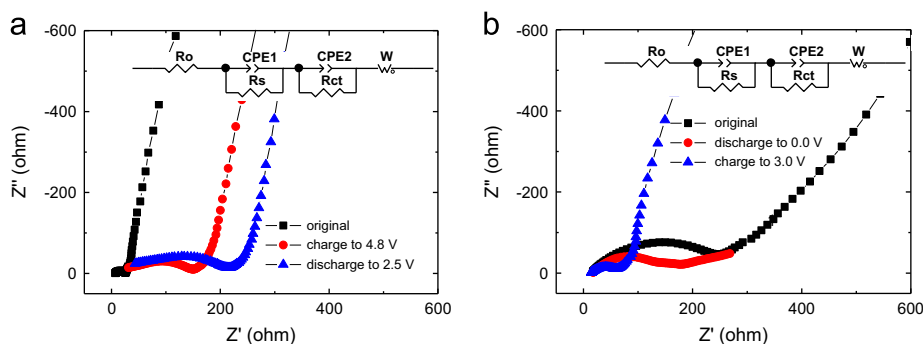 a
-600
-400
-200
0
Z'' (ohm)
Ro
CPE1
CPE2
W
Rs
Rct
original
charge to 4.8 V
discharge to 2.5 V
0 200 400 600
Z' (ohm)
b
-600
-400
-200
0
Z'' (ohm)
Ro
CPE1
CPE2
W
Rs
Rct
original
discharge to 0.0 V
charge to 3.0 V
0 200 400 600
Z' (ohm)